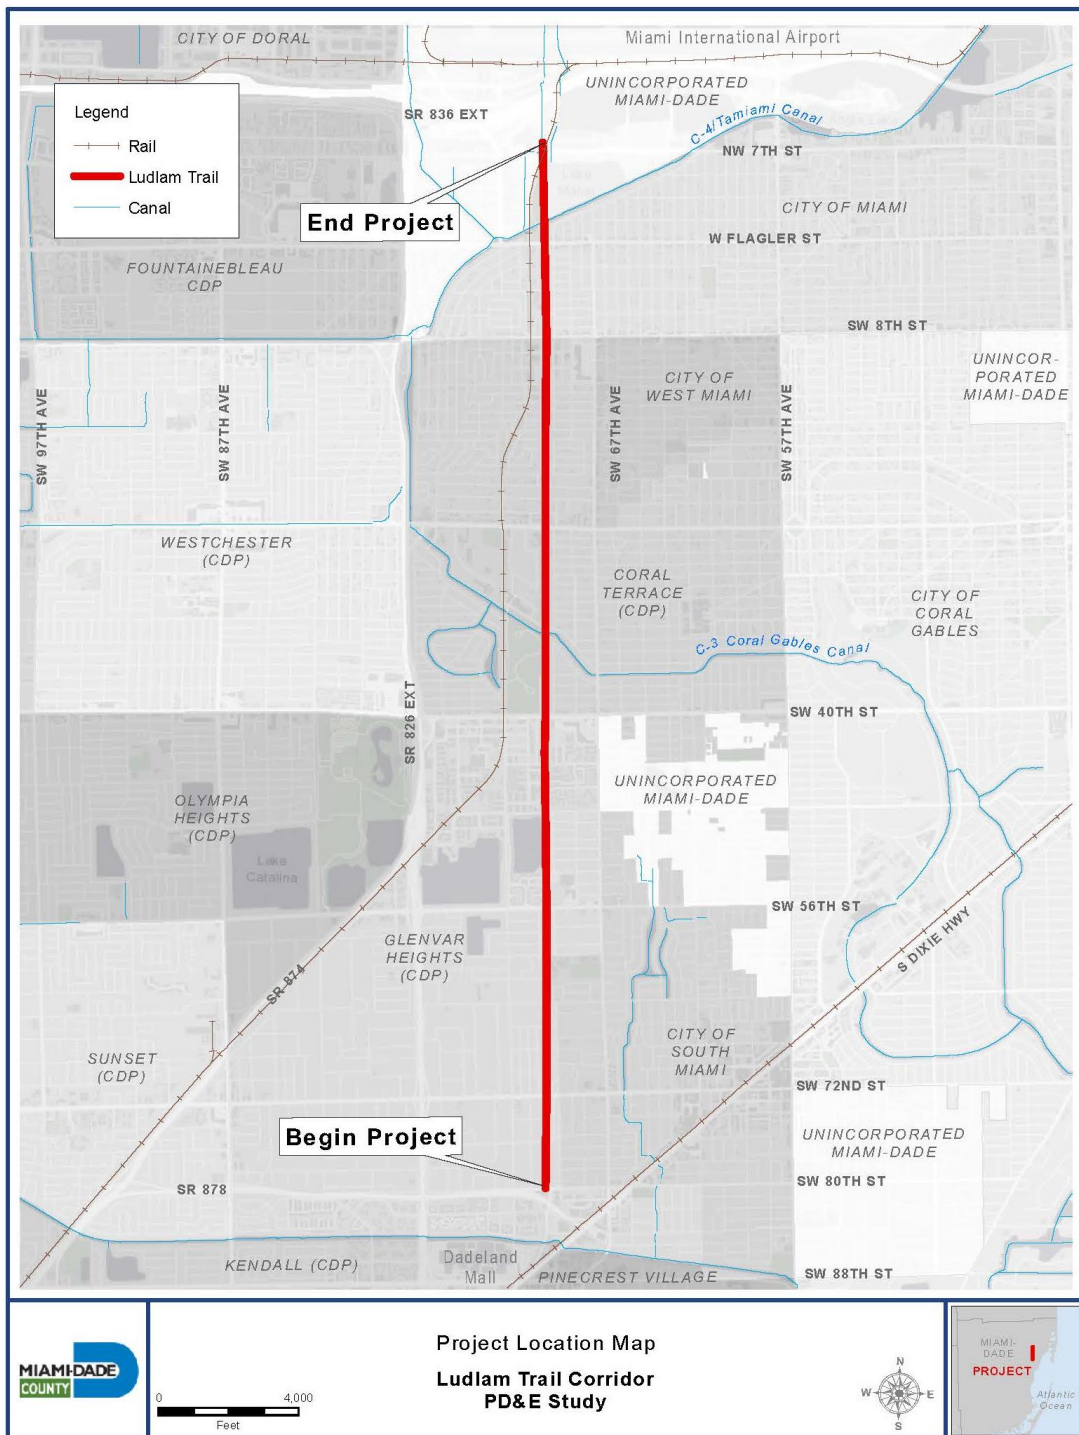 CITY OF DORAL
Miami International Airport
UNINCORPORATED
MIAMI-DADE
Legend
Rail
Ludlam Trail
Canal
SR 836 EXT
C-4/Tamiami Canal
NW 7TH ST
End Project
CITY OF MIAMI
W FLAGLER ST
FOUNTAINEBLEAU
CDP
SW 8TH ST
UNINCOR-
PORATED
MIAMI-DADE
CITY OF
WEST MIAMI
SW 97TH AVE
SW 87TH AVE
SW 67TH AVE
SW 57TH AVE
WESTCHESTER
(CDP)
CORAL
TERRACE
(CDP)
CITY OF
CORAL
GABLES
C-3 Coral Gables Canal
SR 826 EXT
SW 40TH ST
UNINCORPORATED
MIAMI-DADE
OLYMPIA
HEIGHTS
(CDP)
Lake
Catalina
SW 56TH ST
GLENVAR
HEIGHTS
(CDP)
S DIXIE HWY
SR 874
CITY OF
SOUTH
MIAMI
SUNSET
(CDP)
SW 72ND ST
Begin Project
UNINCORPORATED
MIAMI-DADE
SR 878
SW 80TH ST
KENDALL (CDP)
Dadeland
Mall
PINECREST VILLAGE
SW 88TH ST
MIAMI-DADE
COUNTY
0 4,000
Feet
Project Location Map
Ludlam Trail Corridor
PD&E Study
N
W E
S
MIAMI-
DADE
PROJECT
Atlantic
Ocean